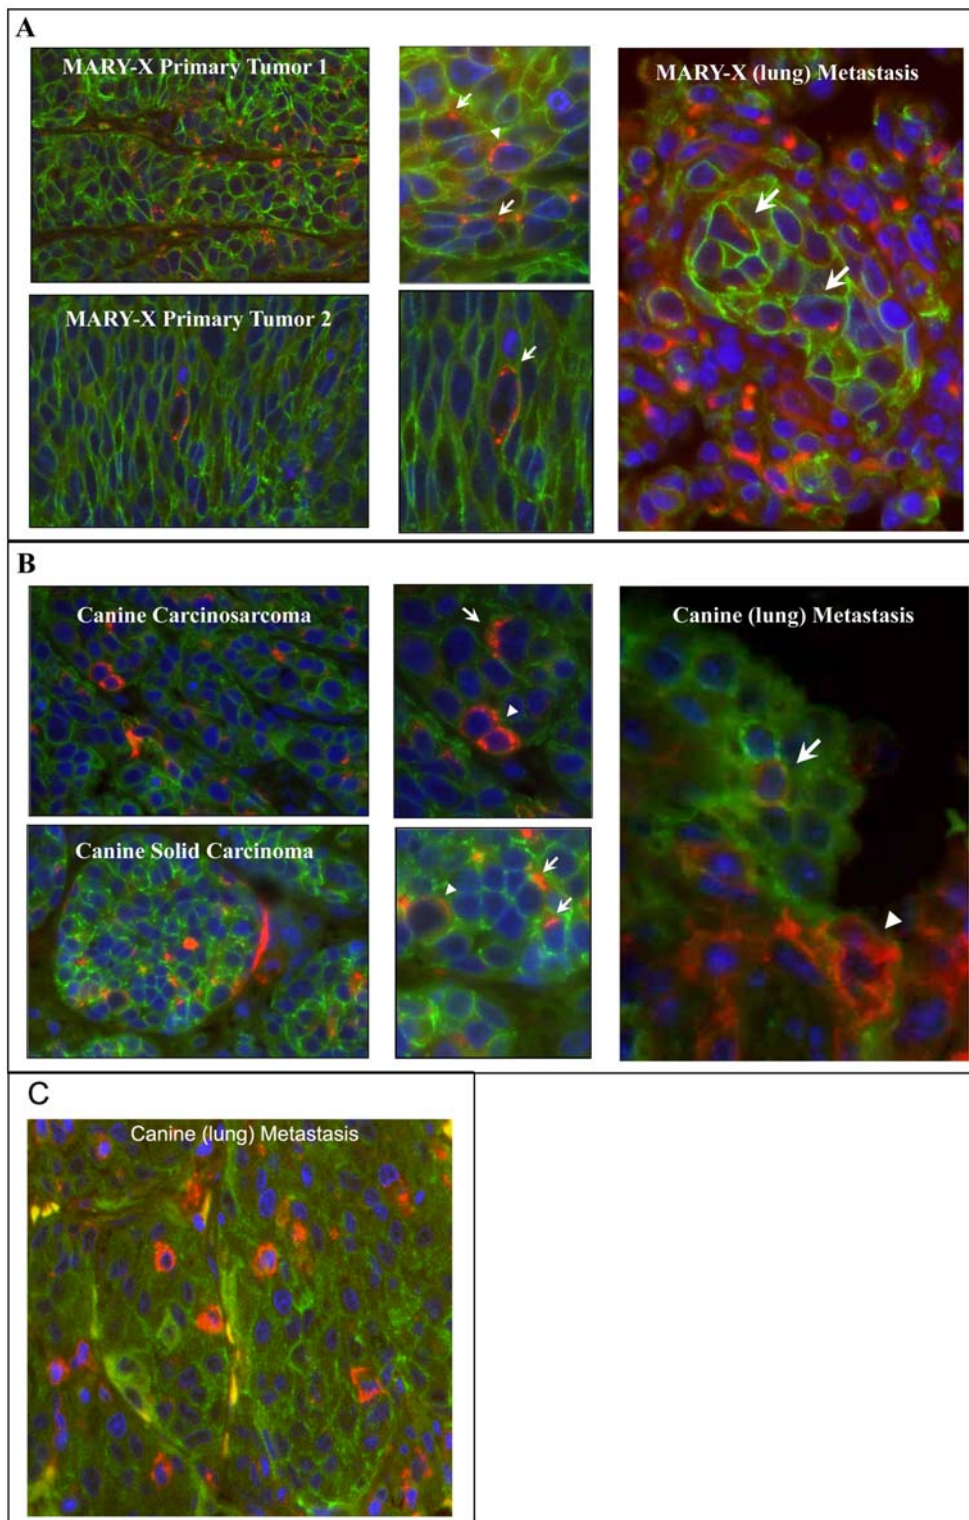 A
MARY-X Primary Tumor 1
MARY-X (lung) Metastasis
MARY-X Primary Tumor 2
B
Canine Carcinosarcoma
Canine (lung) Metastasis
Canine Solid Carcinoma
C
Canine (lung) Metastasis